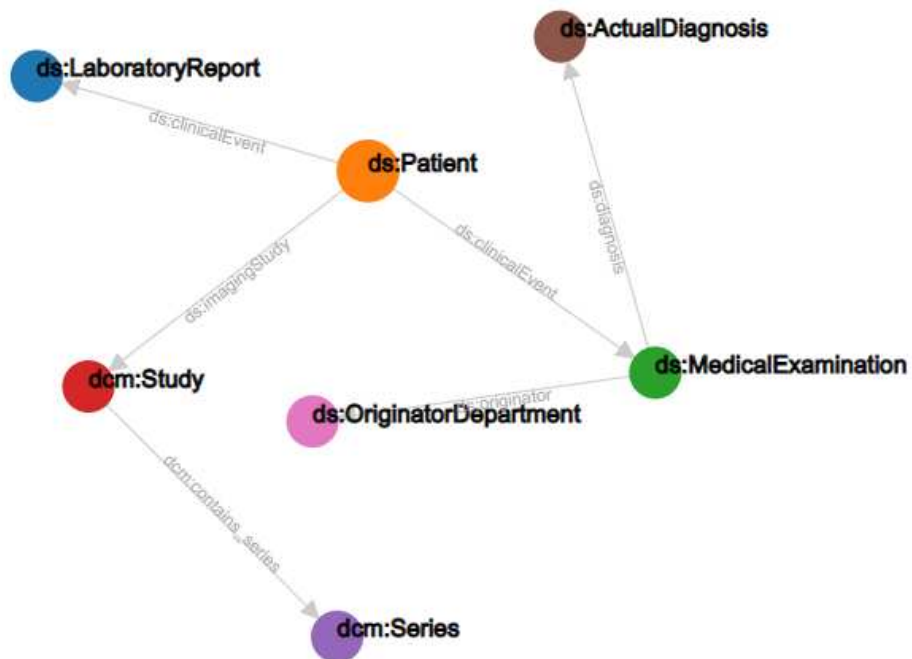 ds:ActualDiagnosis
ds:LaboratoryReport
ds:clinicalEvent
ds:Patient
ds:diagnosis
ds:clinicalEvent
ds:imagingStudy
ds:MedicalExamination
dcm:Study
ds:originator
ds:OriginatorDepartment
dcm:contains_series
dcm:Series